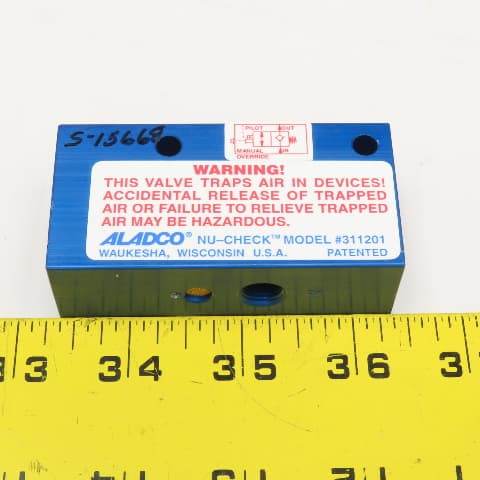 S-15668
PILOT OUT
MANUAL IN
OVERRIDE
WARNING!
THIS VALVE TRAPS AIR IN DEVICES!
ACCIDENTAL RELEASE OF TRAPPED
AIR OR FAILURE TO RELIEVE TRAPPED
AIR MAY BE HAZARDOUS.
ALADCO® NU-CHECK™ MODEL #311201
WAUKESHA, WISCONSIN U.S.A. PATENTED
33 34 35 36 37